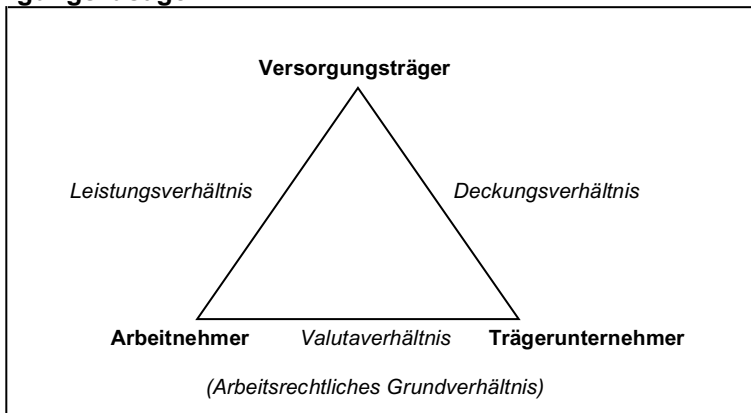 Versorgungsträger
Leistungsverhältnis Deckungsverhältnis
Arbeitnehmer Valutaverhältnis Trägerunternehmer
(Arbeitsrechtliches Grundverhältnis)